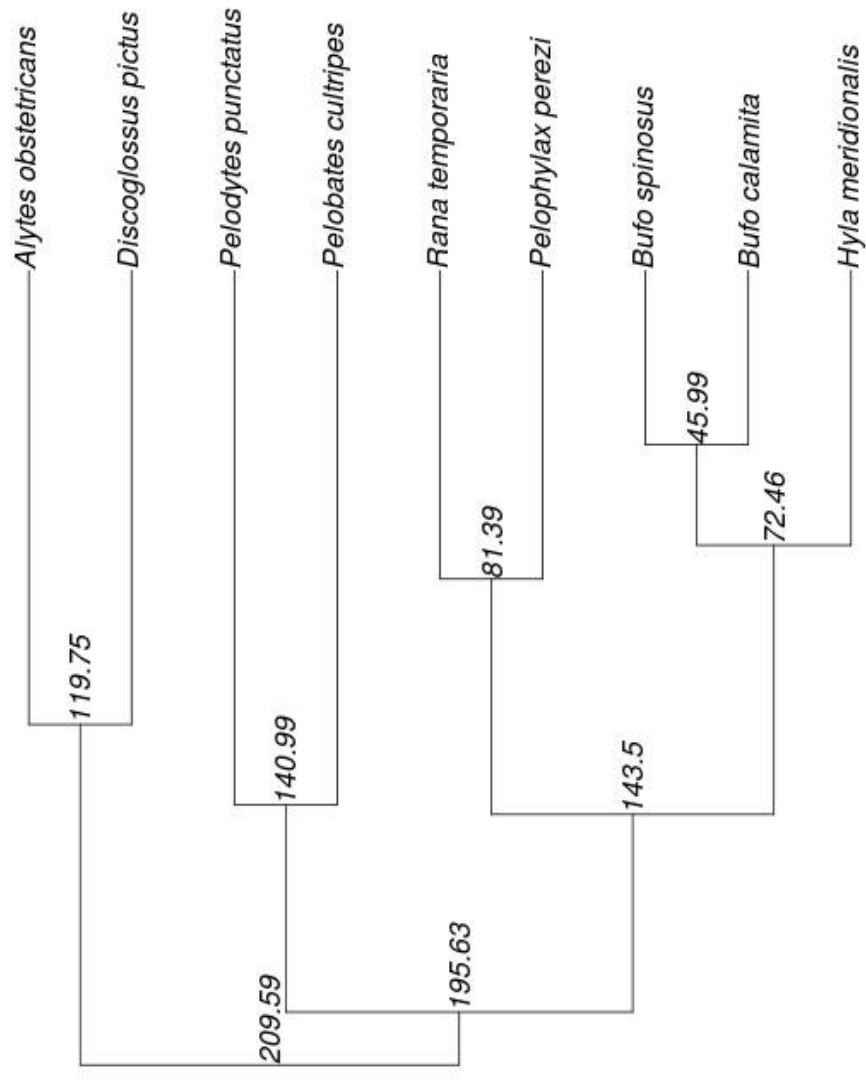 Alytes obstetricans
Discoglossus pictus
Pelodytes punctatus
Pelobates cultripes
Rana temporaria
Pelophylax perezi
Bufo spinosus
Bufo calamita
Hyla meridionalis
119.75
140.99
81.39
45.99
72.46
143.5
195.63
209.59